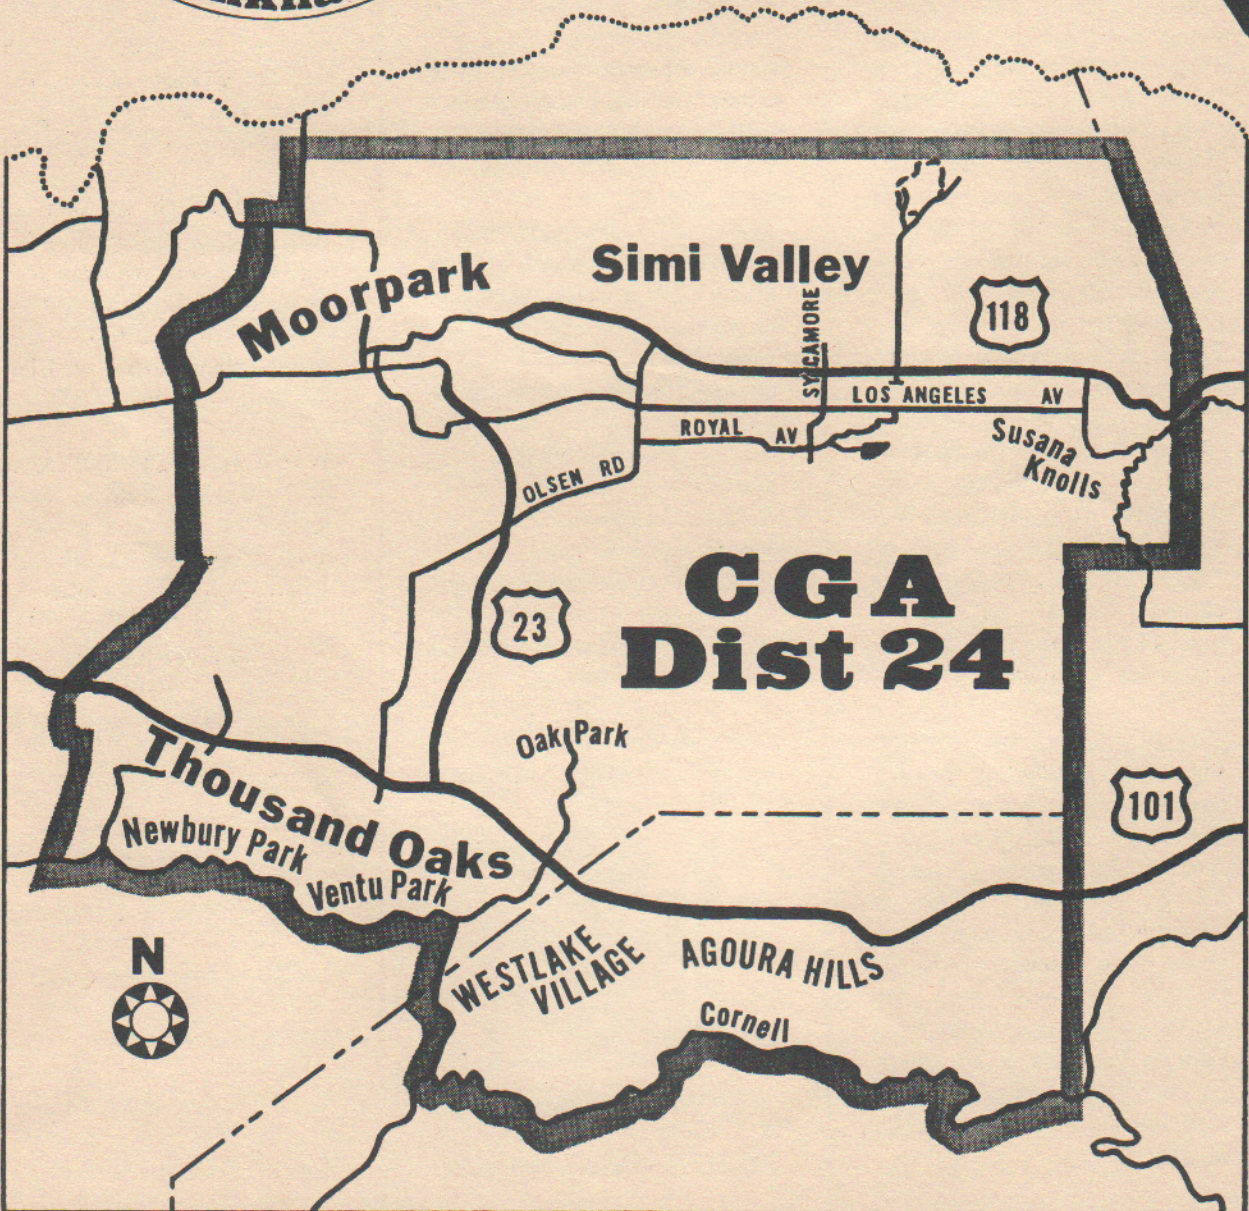 Simi Valley
Moorpark
118
SYCAMORE
LOS ANGELES AV
ROYAL AV
Susana
Knolls
OLSEN RD
CGA
Dist 24
23
Oak Park
Thousand Oaks
101
Newbury Park
Ventu Park
N
WESTLAKE
VILLAGE
AGOURA HILLS
Cornell